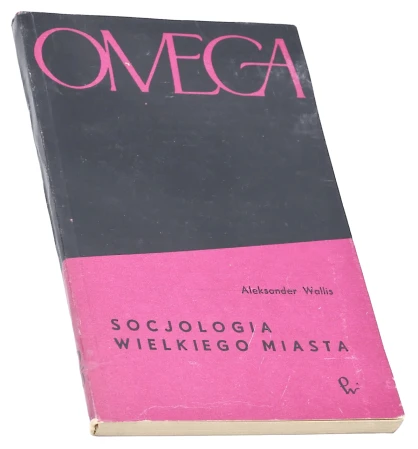 OMEGA
Aleksander Wallis
SOCJOLOGIA
WIELKIEGO MIASTA